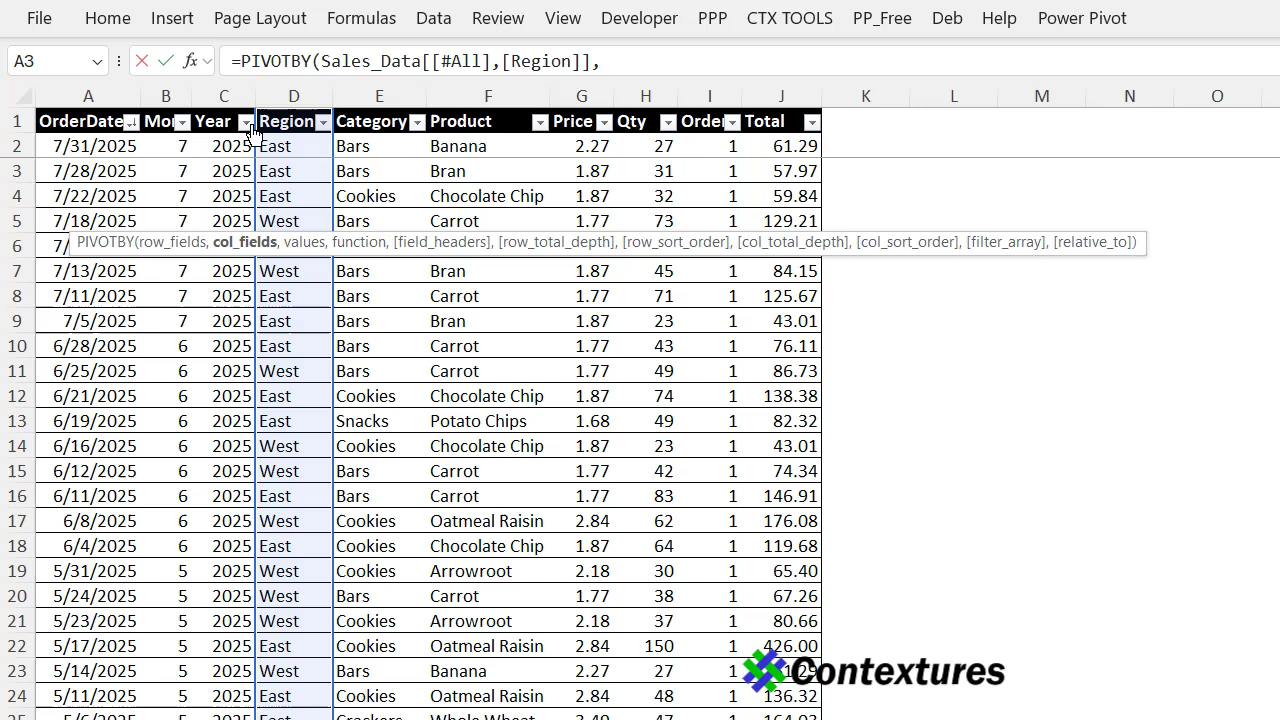 File Home Insert Page Layout Formulas Data Review View Developer PPP CTX TOOLS PP_Free Deb Help Power Pivot
A3 fx =PIVOTBY(Sales_Data[[#All],[Region]],
A B C D E F G H I J K L M N O
1 OrderDate Mo Year Region Category Product Price Qty Order Total
2 7/31/2025 7 2025 East Bars Banana 2.27 27 1 61.29
3 7/28/2025 7 2025 East Bars Bran 1.87 31 1 57.97
4 7/22/2025 7 2025 East Cookies Chocolate Chip 1.87 32 1 59.84
5 7/18/2025 7 2025 West Bars Carrot 1.77 73 1 129.21
6 7/ PIVOTBY(row_fields, col_fields, values, function, [field_headers], [row_total_depth], [row_sort_order], [col_total_depth], [col_sort_order], [filter_array], [relative_to])
7 7/13/2025 7 2025 West Bars Bran 1.87 45 1 84.15
8 7/11/2025 7 2025 East Bars Carrot 1.77 71 1 125.67
9 7/5/2025 7 2025 East Bars Bran 1.87 23 1 43.01
10 6/28/2025 6 2025 East Bars Carrot 1.77 43 1 76.11
11 6/25/2025 6 2025 East Bars Carrot 1.77 49 1 86.73
12 6/21/2025 6 2025 East Cookies Chocolate Chip 1.87 74 1 138.38
13 6/19/2025 6 2025 East Snacks Potato Chips 1.68 49 1 82.32
14 6/16/2025 6 2025 West Cookies Chocolate Chip 1.87 23 1 43.01
15 6/12/2025 6 2025 West Bars Carrot 1.77 42 1 74.34
16 6/11/2025 6 2025 East Bars Carrot 1.77 83 1 146.91
17 6/8/2025 6 2025 West Cookies Oatmeal Raisin 2.84 62 1 176.08
18 6/4/2025 6 2025 East Cookies Chocolate Chip 1.87 64 1 119.68
19 5/31/2025 5 2025 West Cookies Arrowroot 2.18 30 1 65.40
20 5/24/2025 5 2025 West Bars Carrot 1.77 38 1 67.26
21 5/23/2025 5 2025 West Cookies Arrowroot 2.18 37 1 80.66
22 5/17/2025 5 2025 East Cookies Oatmeal Raisin 2.84 150 1 426.00
23 5/14/2025 5 2025 West Bars Banana 2.27 27 1
Contextures
24 5/11/2025 5 2025 East Cookies Oatmeal Raisin 2.84 48 1 136.32